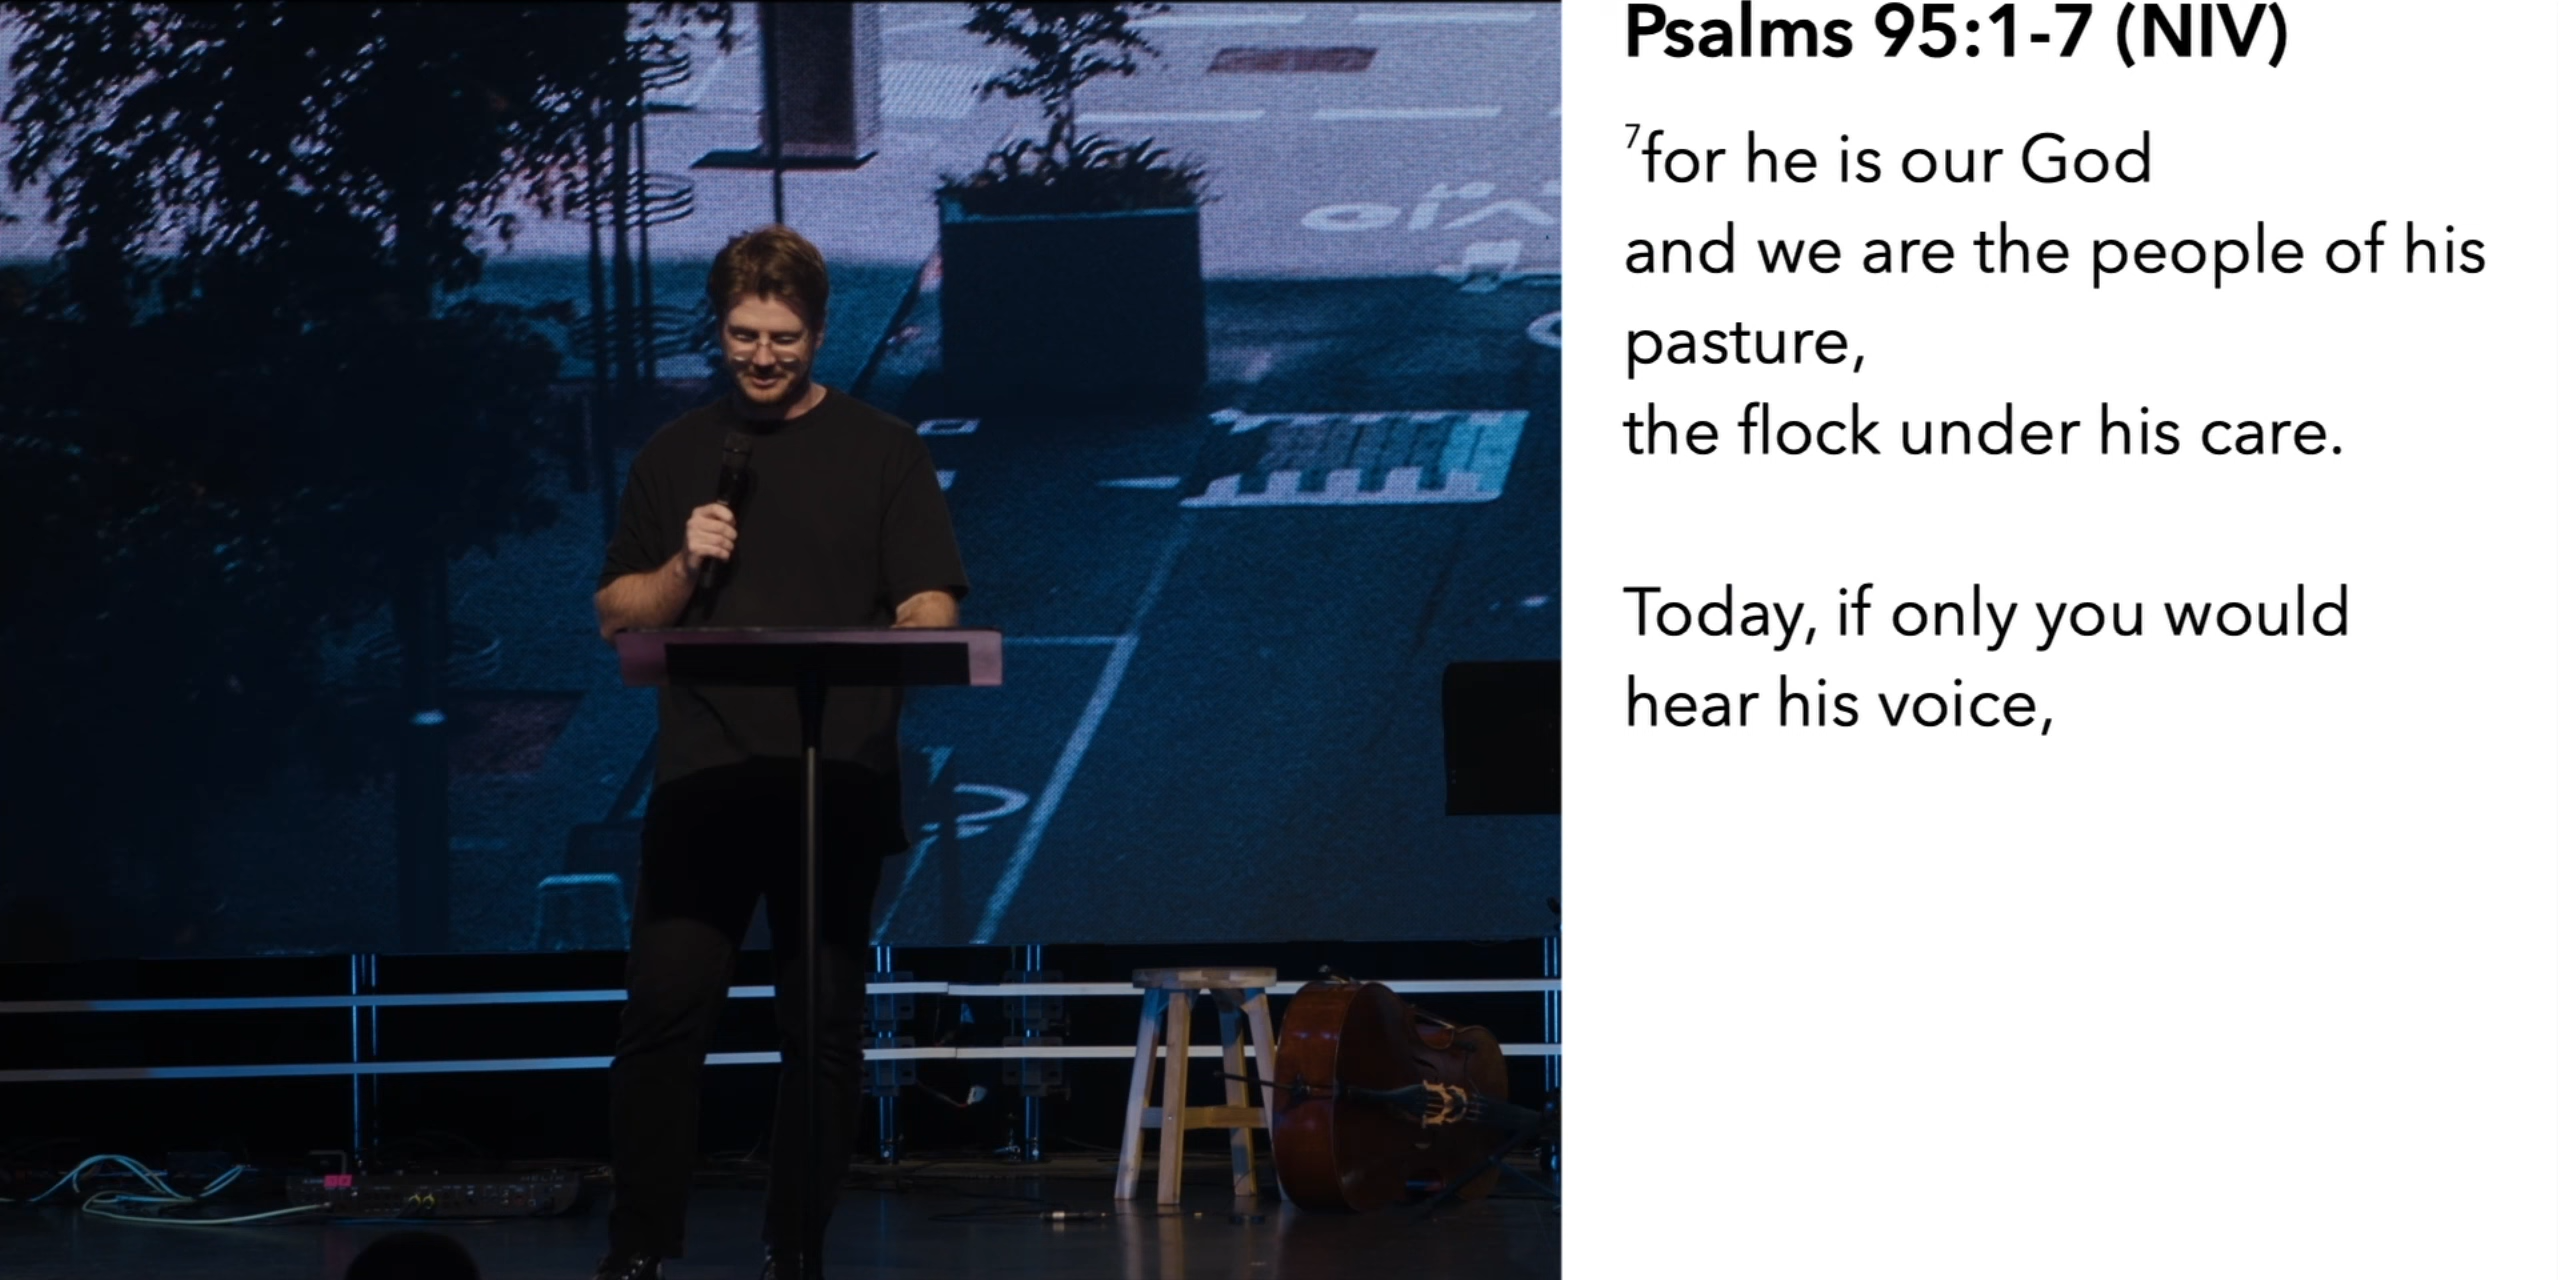 Psalms 95:1-7 (NIV)
7for he is our God
and we are the people of his
pasture,
the flock under his care.
Today, if only you would
hear his voice,